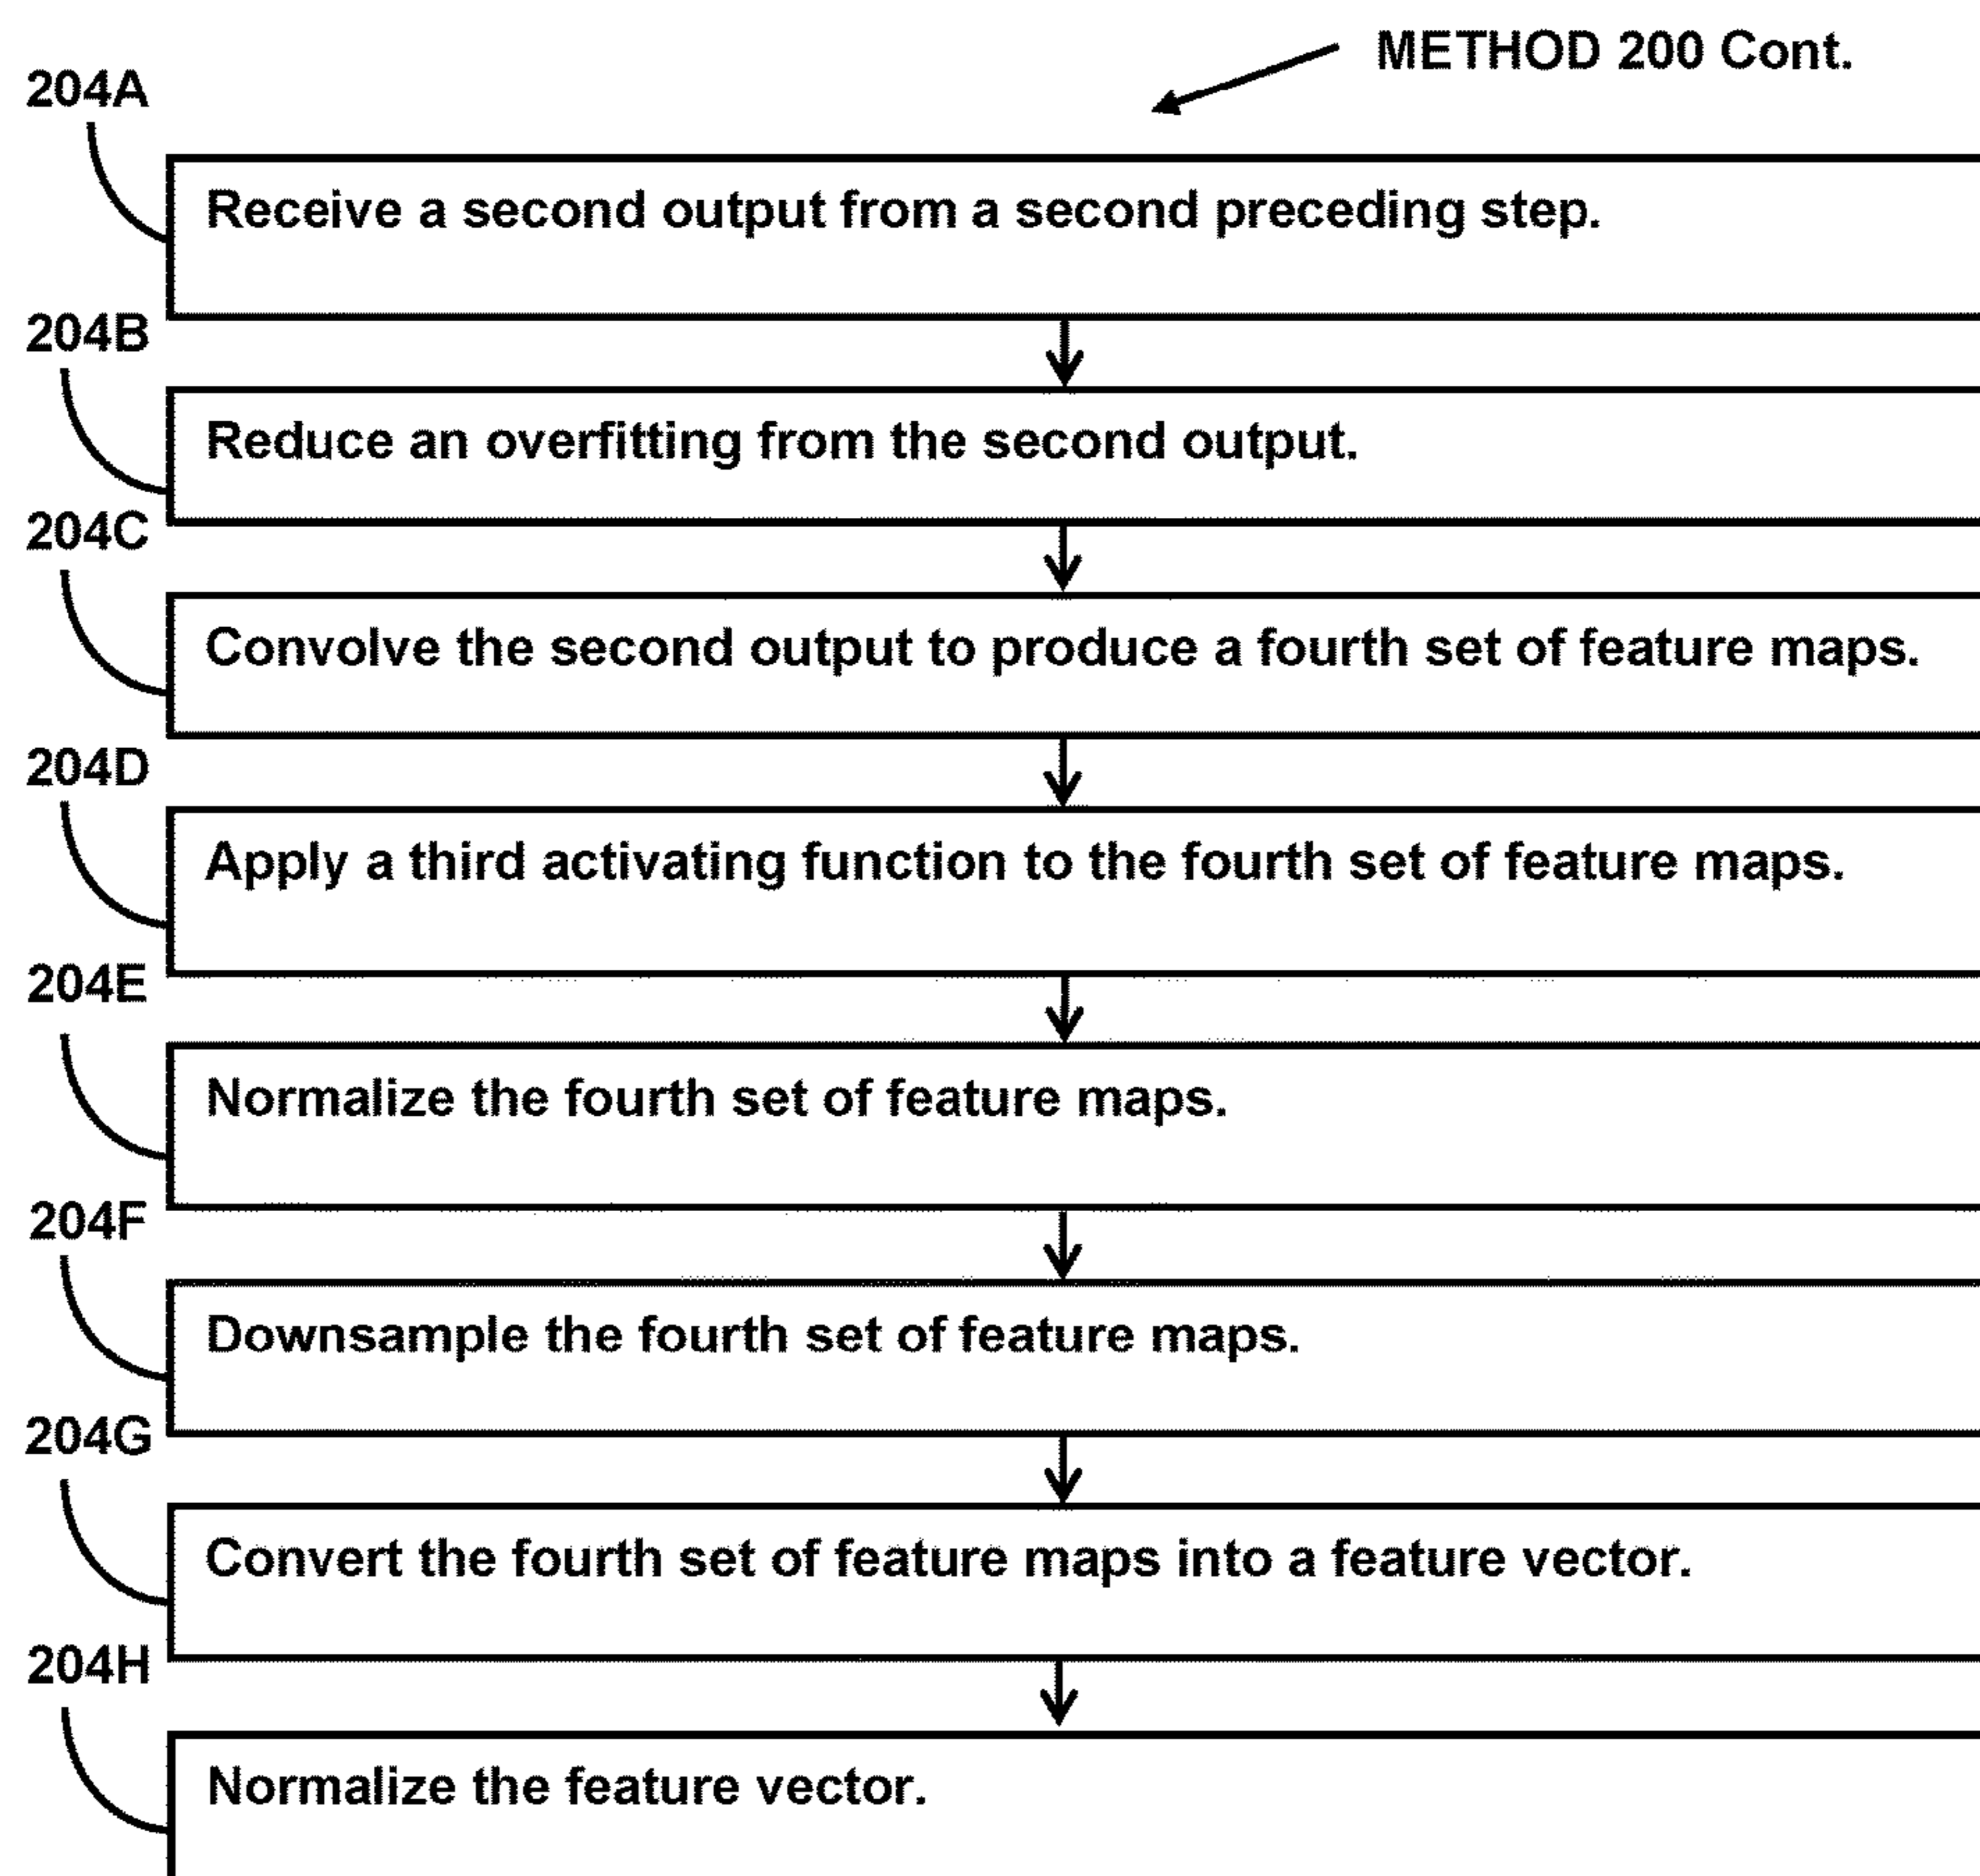 METHOD 200 Cont.
204A
Receive a second output from a second preceding step.
204B
Reduce an overfitting from the second output.
204C
Convolve the second output to produce a fourth set of feature maps.
204D
Apply a third activating function to the fourth set of feature maps.
204E
Normalize the fourth set of feature maps.
204F
Downsample the fourth set of feature maps.
204G
Convert the fourth set of feature maps into a feature vector.
204H
Normalize the feature vector.